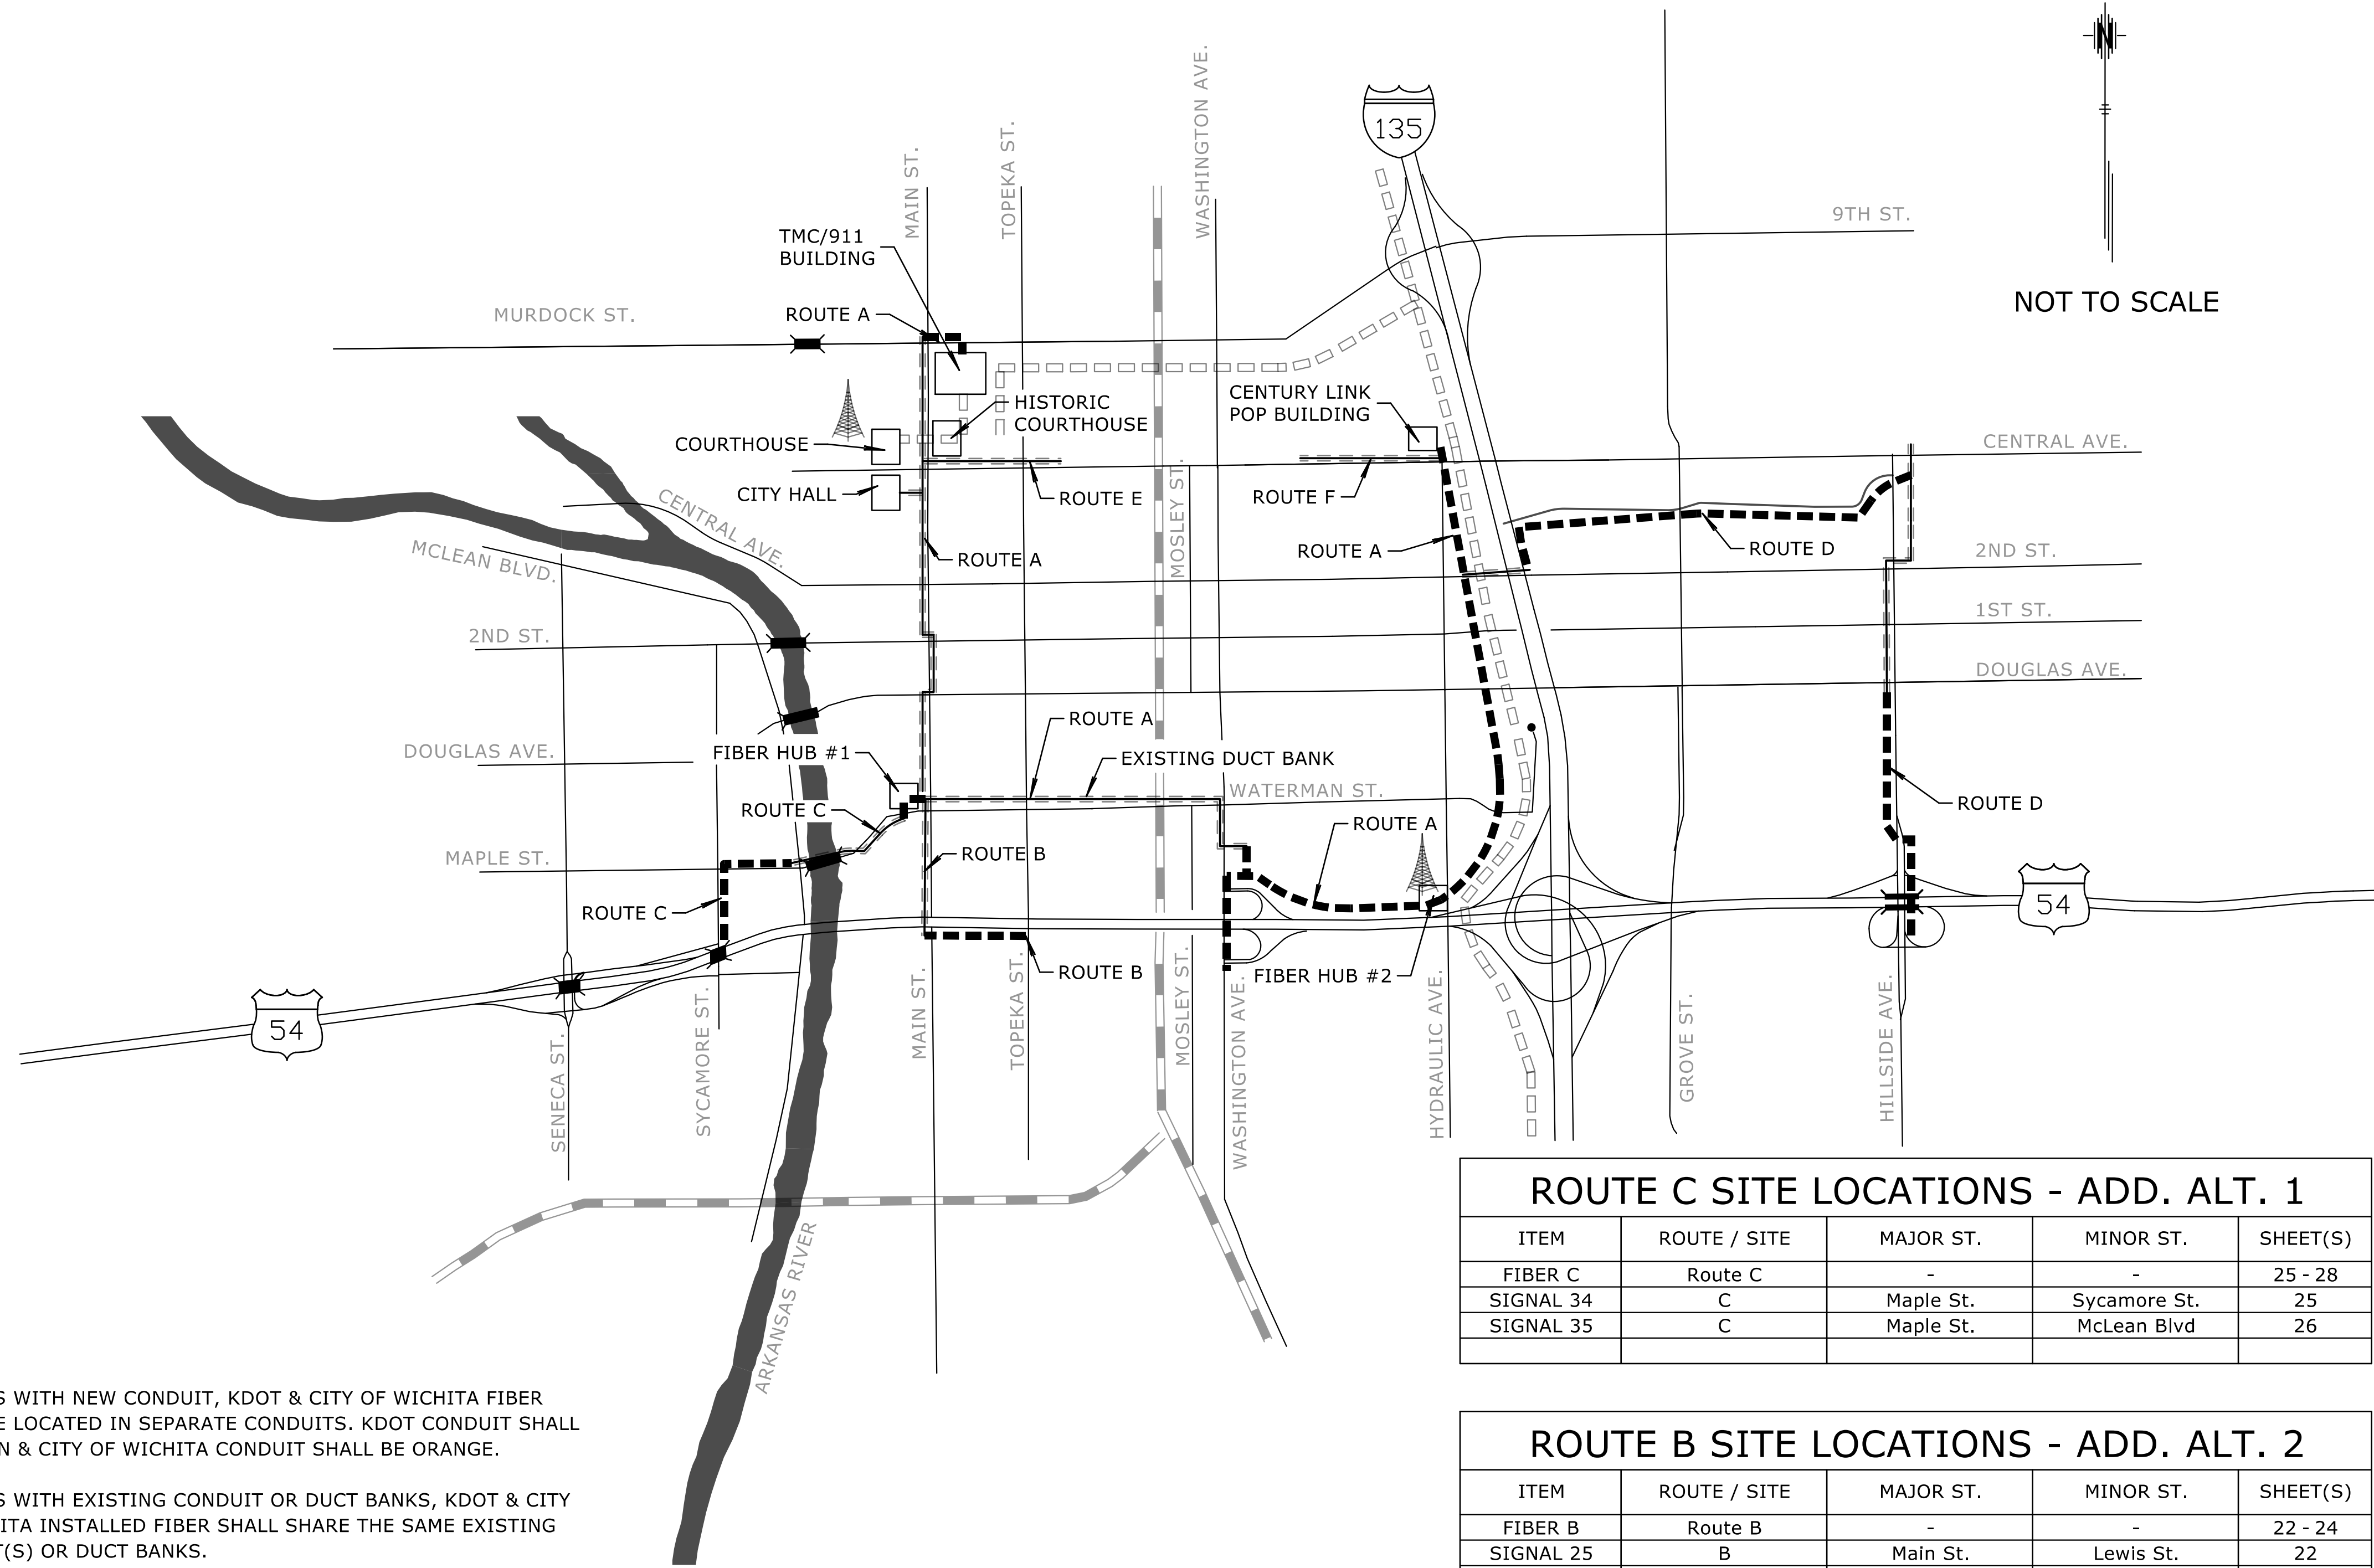 N
NOT TO SCALE
135
MAIN ST.
TOPEKA ST.
WASHINGTON AVE.
9TH ST.
TMC/911
BUILDING
MURDOCK ST.
ROUTE A
HISTORIC
COURTHOUSE
CENTURY LINK
POP BUILDING
COURTHOUSE
CENTRAL AVE.
CITY HALL
ROUTE E
ROUTE F
CENTRAL AVE.
MOSLEY ST.
MCLEAN BLVD.
ROUTE A
ROUTE A
ROUTE D
2ND ST.
2ND ST.
1ST ST.
DOUGLAS AVE.
ROUTE A
DOUGLAS AVE.
FIBER HUB #1
EXISTING DUCT BANK
WATERMAN ST.
ROUTE C
ROUTE A
ROUTE D
MAPLE ST.
ROUTE B
ROUTE C
54
ROUTE B
FIBER HUB #2
54
SENECA ST.
SYCAMORE ST.
MAIN ST.
TOPEKA ST.
MOSLEY ST.
WASHINGTON AVE.
HYDRAULIC AVE.
GROVE ST.
HILLSIDE AVE.
ARKANSAS RIVER
ROUTE C SITE LOCATIONS - ADD. ALT. 1
ITEM ROUTE / SITE MAJOR ST. MINOR ST. SHEET(S)
FIBER C Route C - - 25 - 28
SIGNAL 34 C Maple St. Sycamore St. 25
SIGNAL 35 C Maple St. McLean Blvd 26
S WITH NEW CONDUIT, KDOT & CITY OF WICHITA FIBER
E LOCATED IN SEPARATE CONDUITS. KDOT CONDUIT SHALL
N & CITY OF WICHITA CONDUIT SHALL BE ORANGE.
S WITH EXISTING CONDUIT OR DUCT BANKS, KDOT & CITY
ITA INSTALLED FIBER SHALL SHARE THE SAME EXISTING
T(S) OR DUCT BANKS.
ROUTE B SITE LOCATIONS - ADD. ALT. 2
ITEM ROUTE / SITE MAJOR ST. MINOR ST. SHEET(S)
FIBER B Route B - - 22 - 24
SIGNAL 25 B Main St. Lewis St. 22